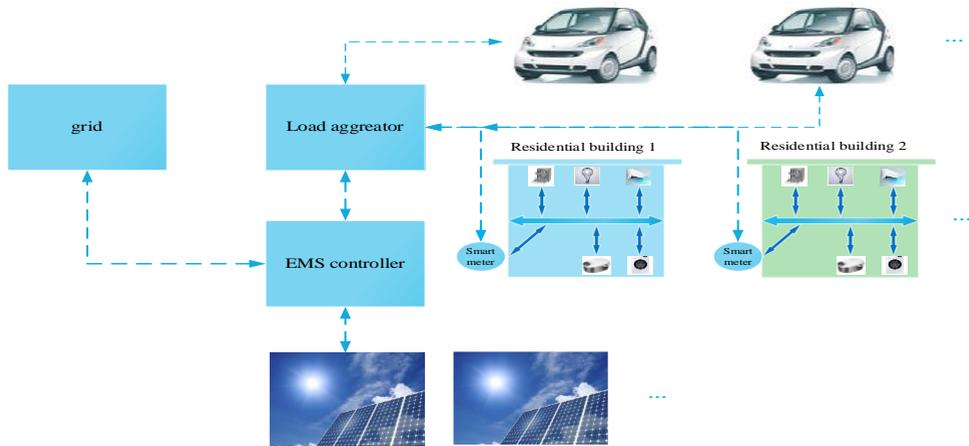 grid
Load aggreator
Residential building 1
Residential building 2
Smart
meter
Smart
meter
EMS controller